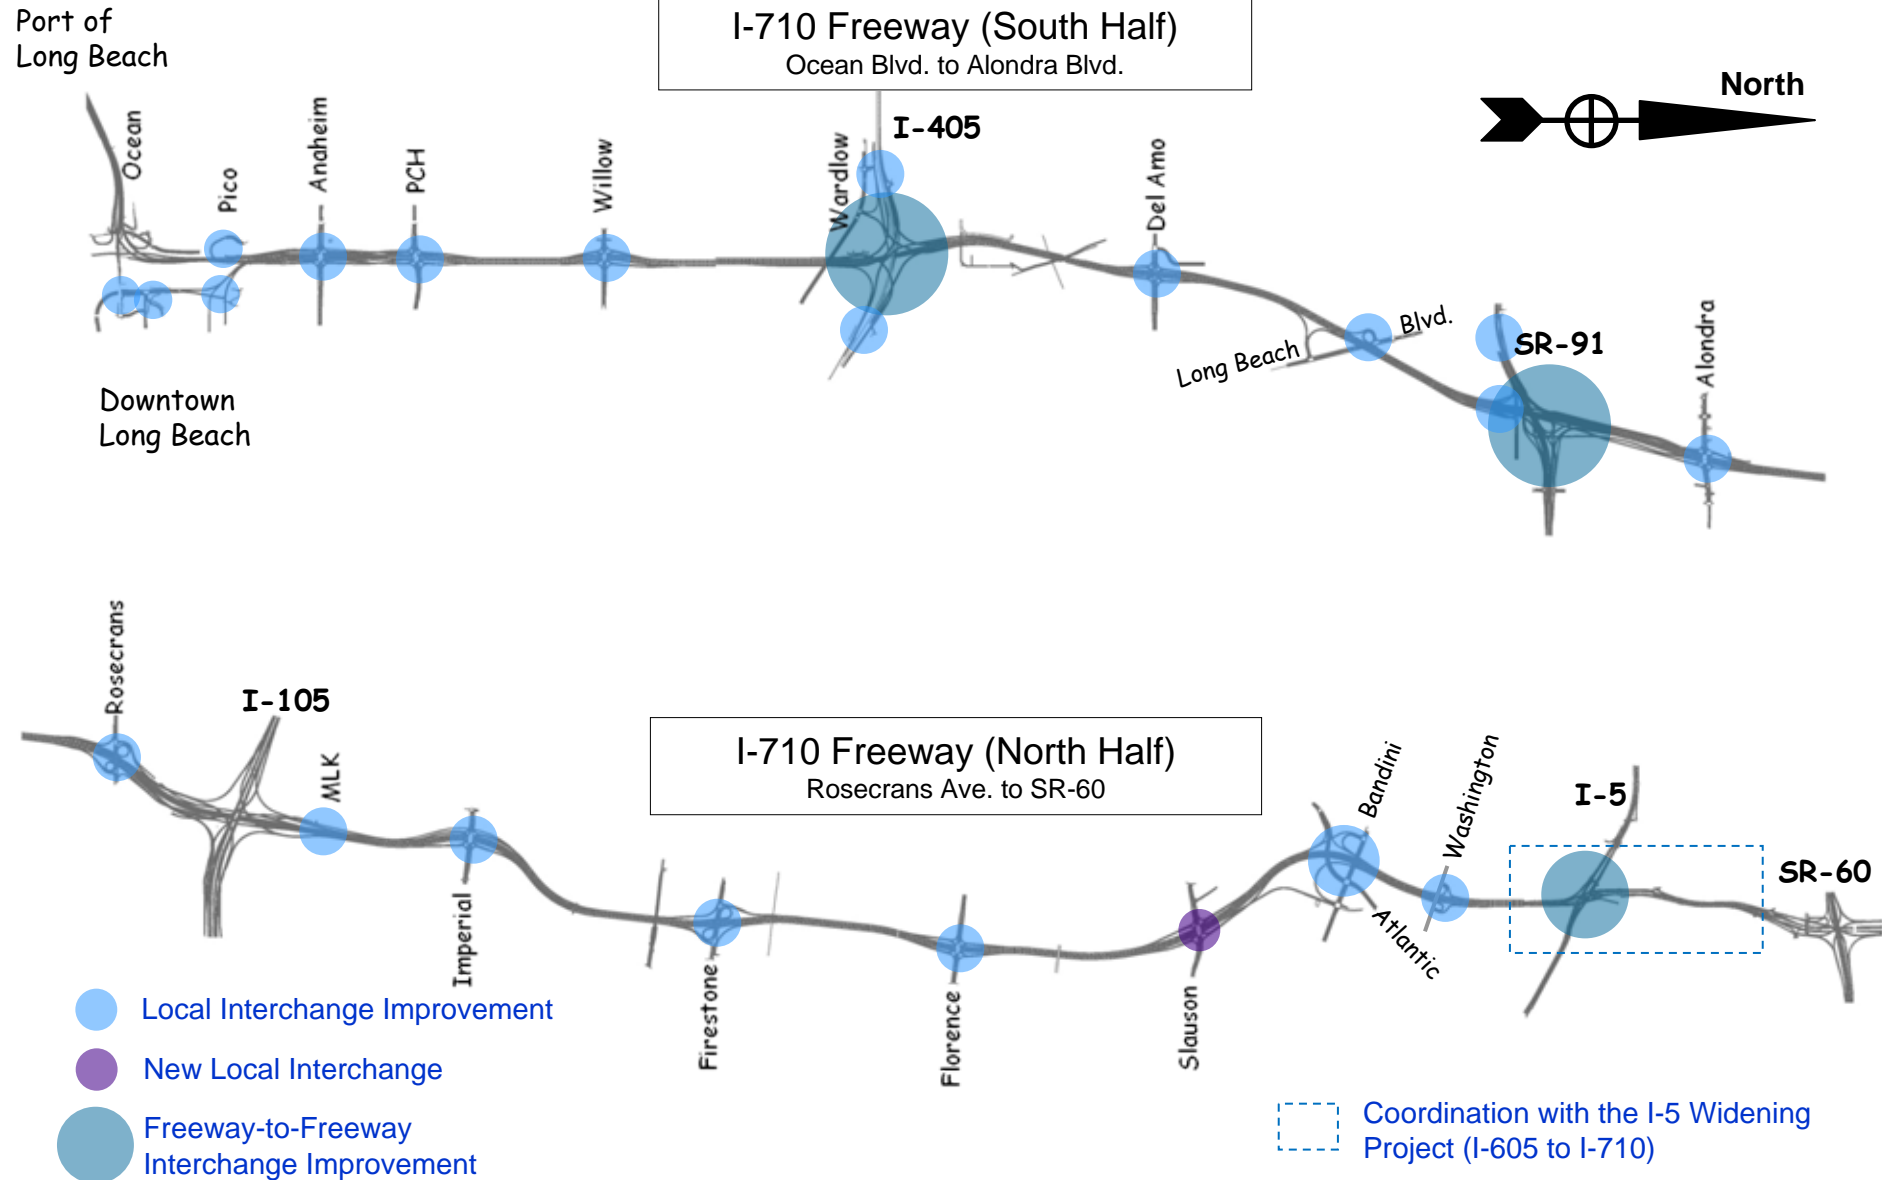 Port of
Long Beach
I-710 Freeway (South Half)
Ocean Blvd. to Alondra Blvd.
North
Ocean
Pico
Anaheim
PCH
Willow
Wardlow
I-405
Del Amo
Long Beach
Blvd.
SR-91
Alondra
Downtown
Long Beach
Rosecrans
I-105
MLK
Imperial
I-710 Freeway (North Half)
Rosecrans Ave. to SR-60
Firestone
Florence
Slauson
Bandini
Atlantic
Washington
I-5
SR-60
Local Interchange Improvement
New Local Interchange
Freeway-to-Freeway
Interchange Improvement
Coordination with the I-5 Widening
Project (I-605 to I-710)